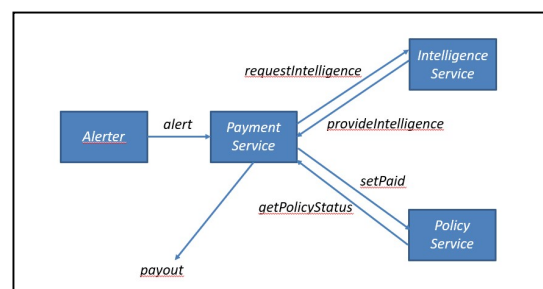 Intelligence
Service
requestIntelligence
alert
Alerter
Payment
Service
provideIntelligence
setPaid
getPolicyStatus
Policy
Service
payout